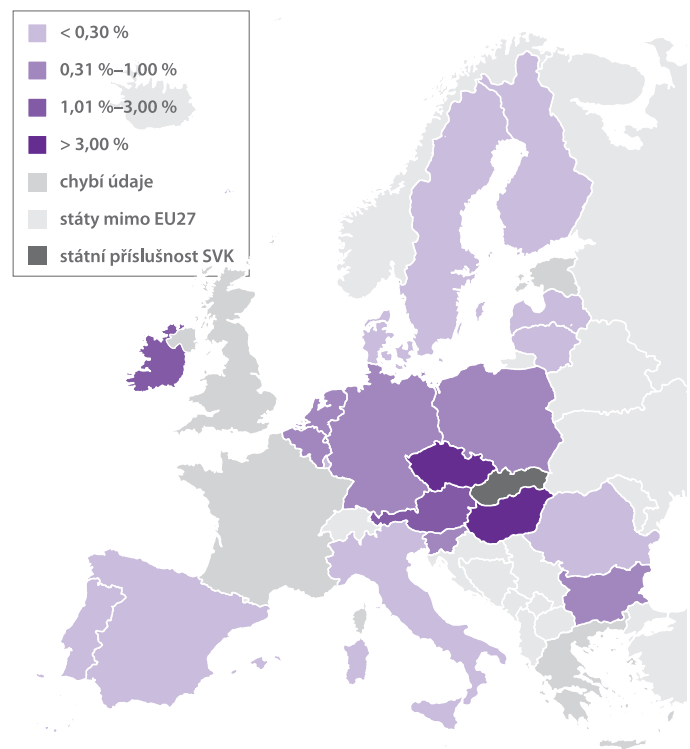 < 0,30 %
0,31 %–1,00 %
1,01 %–3,00 %
> 3,00 %
chybí údaje
státy mimo EU27
státní příslušnost SVK